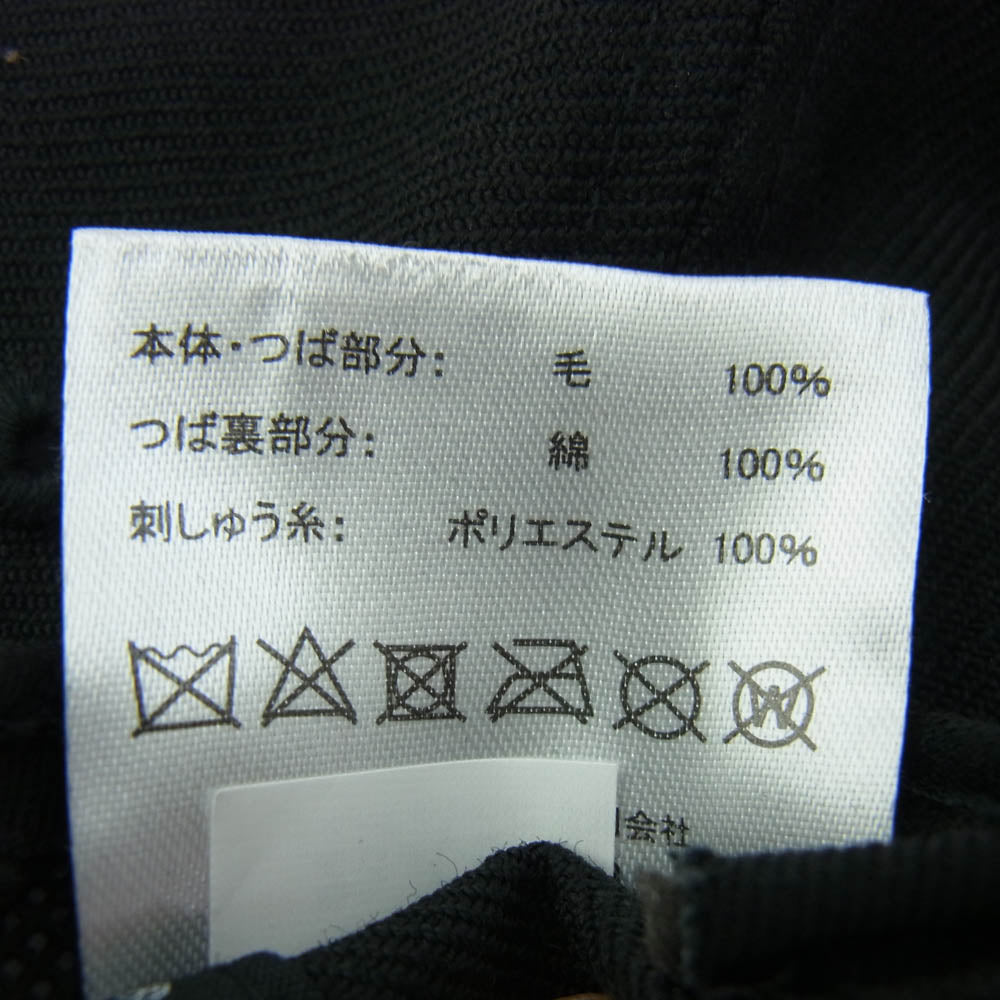 本体・つば部分: 毛 100%
つば裏部分: 綿 100%
刺しゅう糸: ポリエステル 100%
W
会社